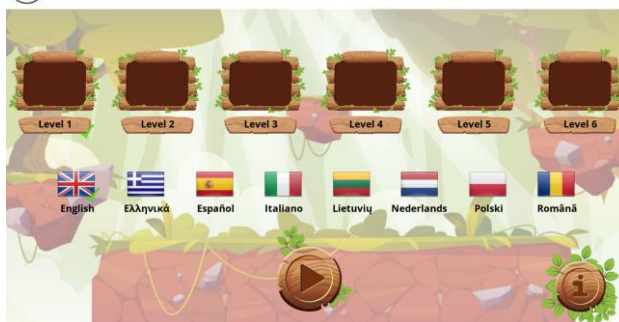 Level 1 Level 2 Level 3 Level 4 Level 5 Level 6
English Ελληνικά Español Italiano Lietuvių Nederlands Polski Română
i